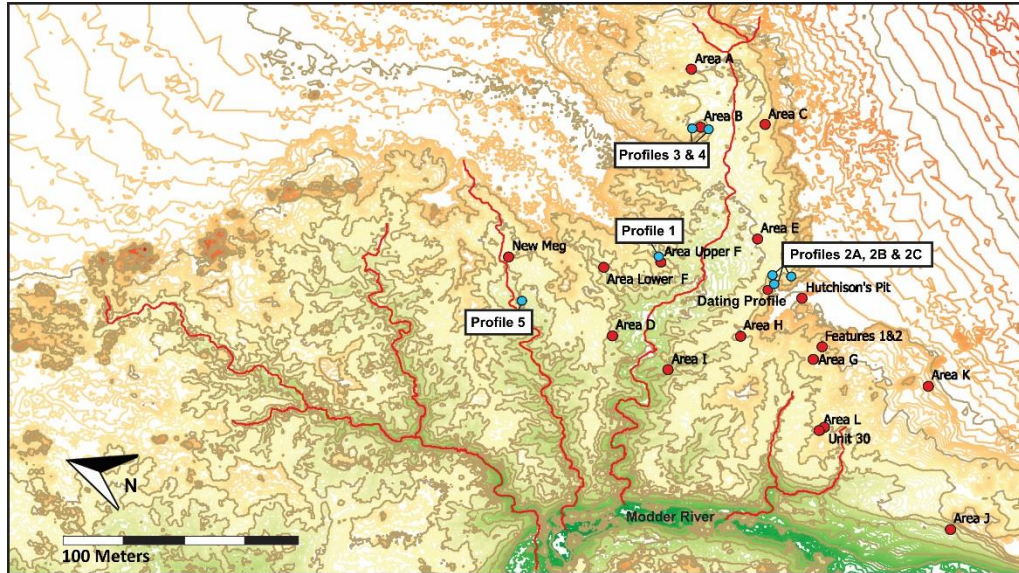 Area A
Area B
Area C
Profiles 3 & 4
Area E
Profile 1
New Meg
Area Upper F
Profiles 2A, 2B & 2C
Area Lower F
Hutchison's Pit
Dating Profile
Profile 5
Area D
Area H
Features 1&2
Area G
Area I
Area K
Area L
Unit 30
N
Modder River
Area J
100 Meters